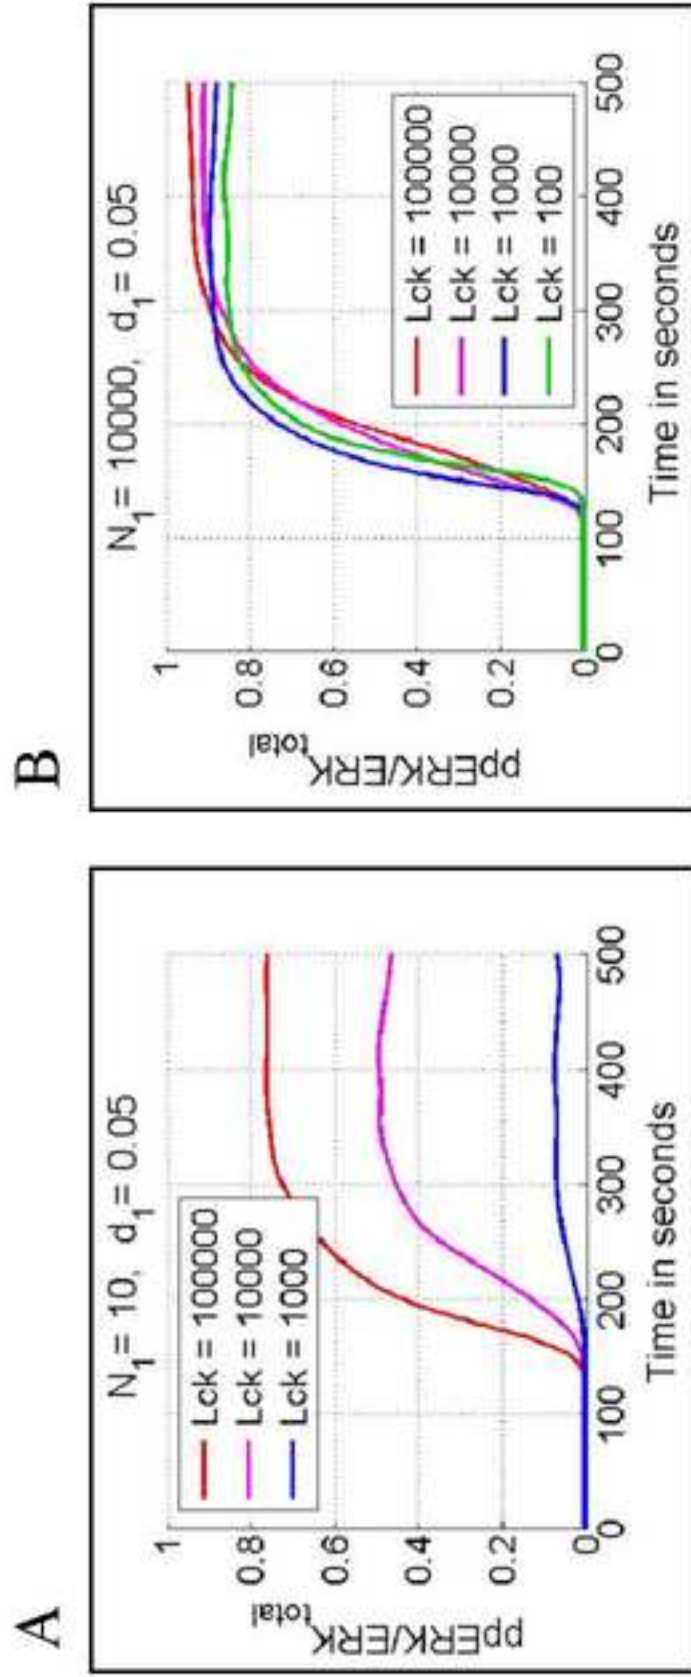 A
N1 = 10, d1 = 0.05
ppERK/ERKtotal
1
0.8
0.6
0.4
0.2
0
Lck = 100000
Lck = 10000
Lck = 1000
0 100 200 300 400 500
Time in seconds
B
N1 = 10000, d1 = 0.05
ppERK/ERKtotal
1
0.8
0.6
0.4
0.2
0
Lck = 100000
Lck = 10000
Lck = 1000
Lck = 100
0 100 200 300 400 500
Time in seconds